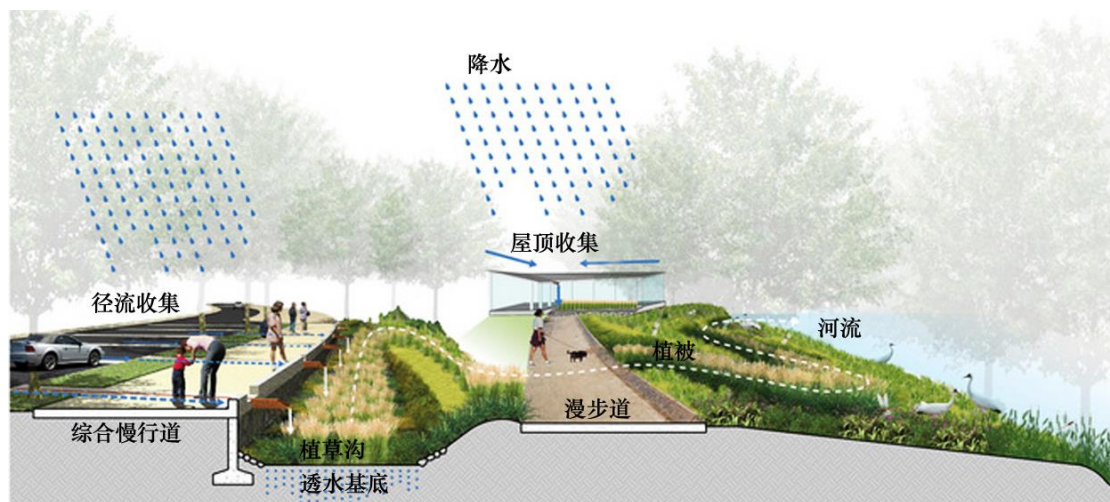 降水
屋顶收集
径流收集
河流
植被
漫步道
综合慢行道
植草沟
透水基底